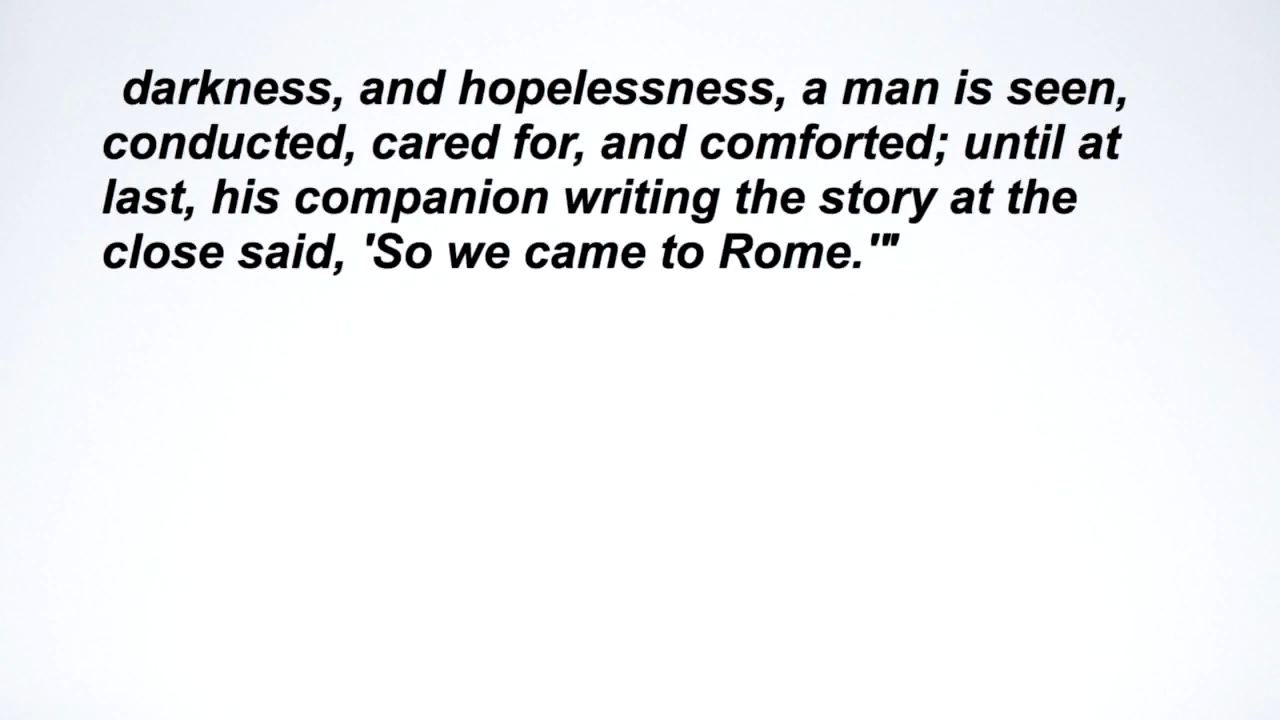 darkness, and hopelessness, a man is seen,
conducted, cared for, and comforted; until at
last, his companion writing the story at the
close said, 'So we came to Rome.'"